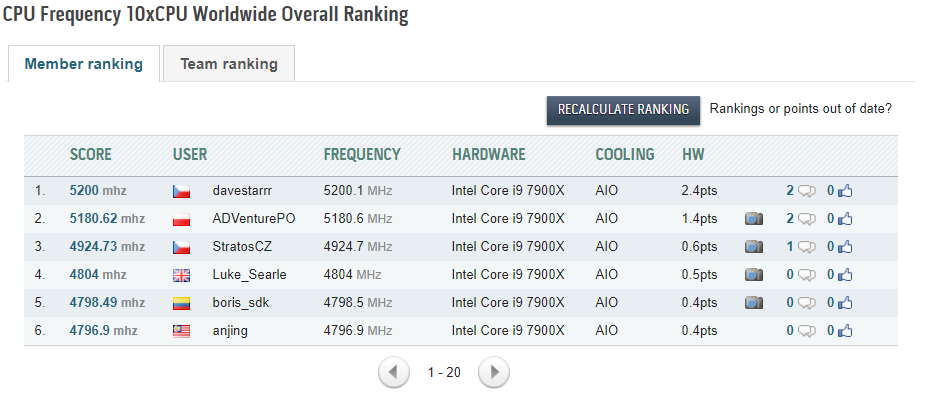 CPU Frequency 10xCPU Worldwide Overall Ranking
Member ranking Team ranking
RECALCULATE RANKING Rankings or points out of date?
SCORE USER FREQUENCY HARDWARE COOLING HW
1. 5200 mhz davestarrr 5200.1 MHz Intel Core i9 7900X AIO 2.4pts 2 0
2. 5180.62 mhz ADVenturePO 5180.6 MHz Intel Core i9 7900X AIO 1.4pts 2 0
3. 4924.73 mhz StratosCZ 4924.7 MHz Intel Core i9 7900X AIO 0.6pts 1 0
4. 4804 mhz Luke_Searle 4804 MHz Intel Core i9 7900X AIO 0.5pts 0 0
5. 4798.49 mhz boris_sdk 4798.5 MHz Intel Core i9 7900X AIO 0.4pts 0 0
6. 4796.9 mhz anjing 4796.9 MHz Intel Core i9 7900X AIO 0.4pts 0 0
1 - 20